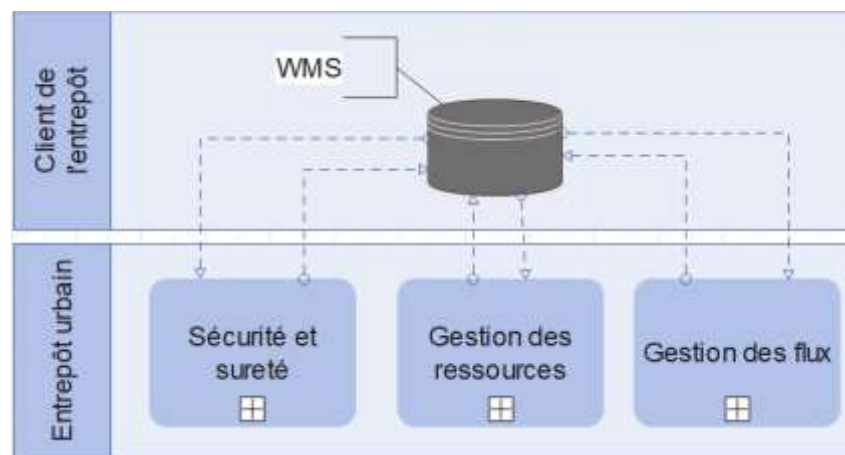 Client de
l'entrepôt
WMS
Entrepôt urbain
Sécurité et
sureté
Gestion des
ressources
Gestion des flux